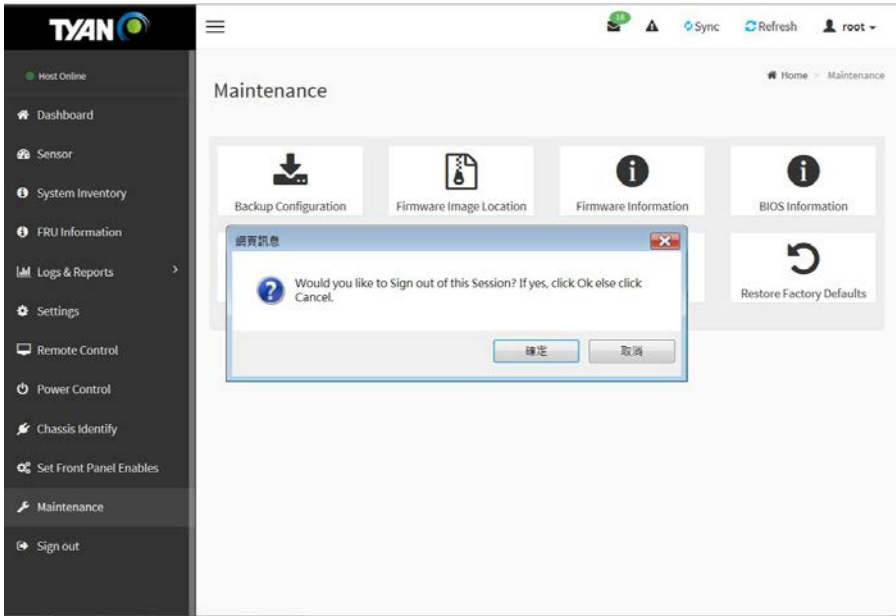 TYAN
18
Sync
Refresh
root
Host Online
Maintenance
Home > Maintenance
Dashboard
Sensor
System Inventory
FRU Information
Logs & Reports
Settings
Remote Control
Power Control
Chassis Identify
Set Front Panel Enables
Maintenance
Sign out
Backup Configuration
Firmware Image Location
Firmware Information
BIOS Information
Restore Factory Defaults
網頁訊息
Would you like to Sign out of this Session? If yes, click Ok else click
Cancel.
確定
取消